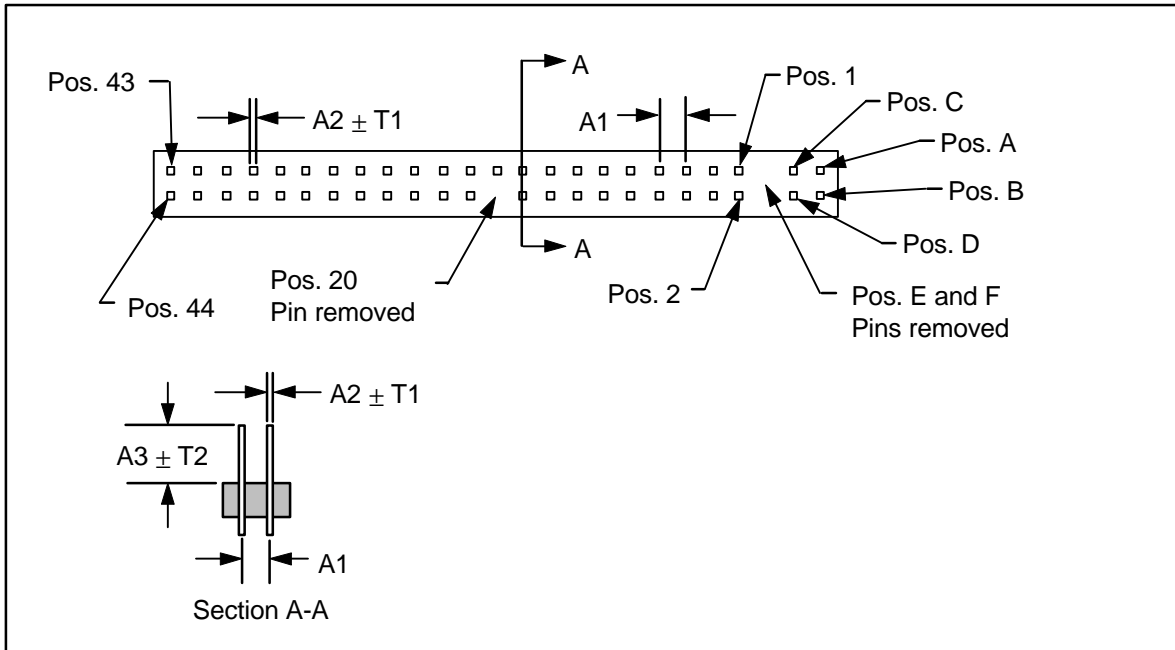 A
Pos. 43
Pos. 1
Pos. C
A2 ± T1
A1
Pos. A
Pos. B
A
Pos. D
Pos. 44
Pos. 20
Pin removed
Pos. 2
Pos. E and F
Pins removed
A2 ± T1
A3 ± T2
A1
Section A-A